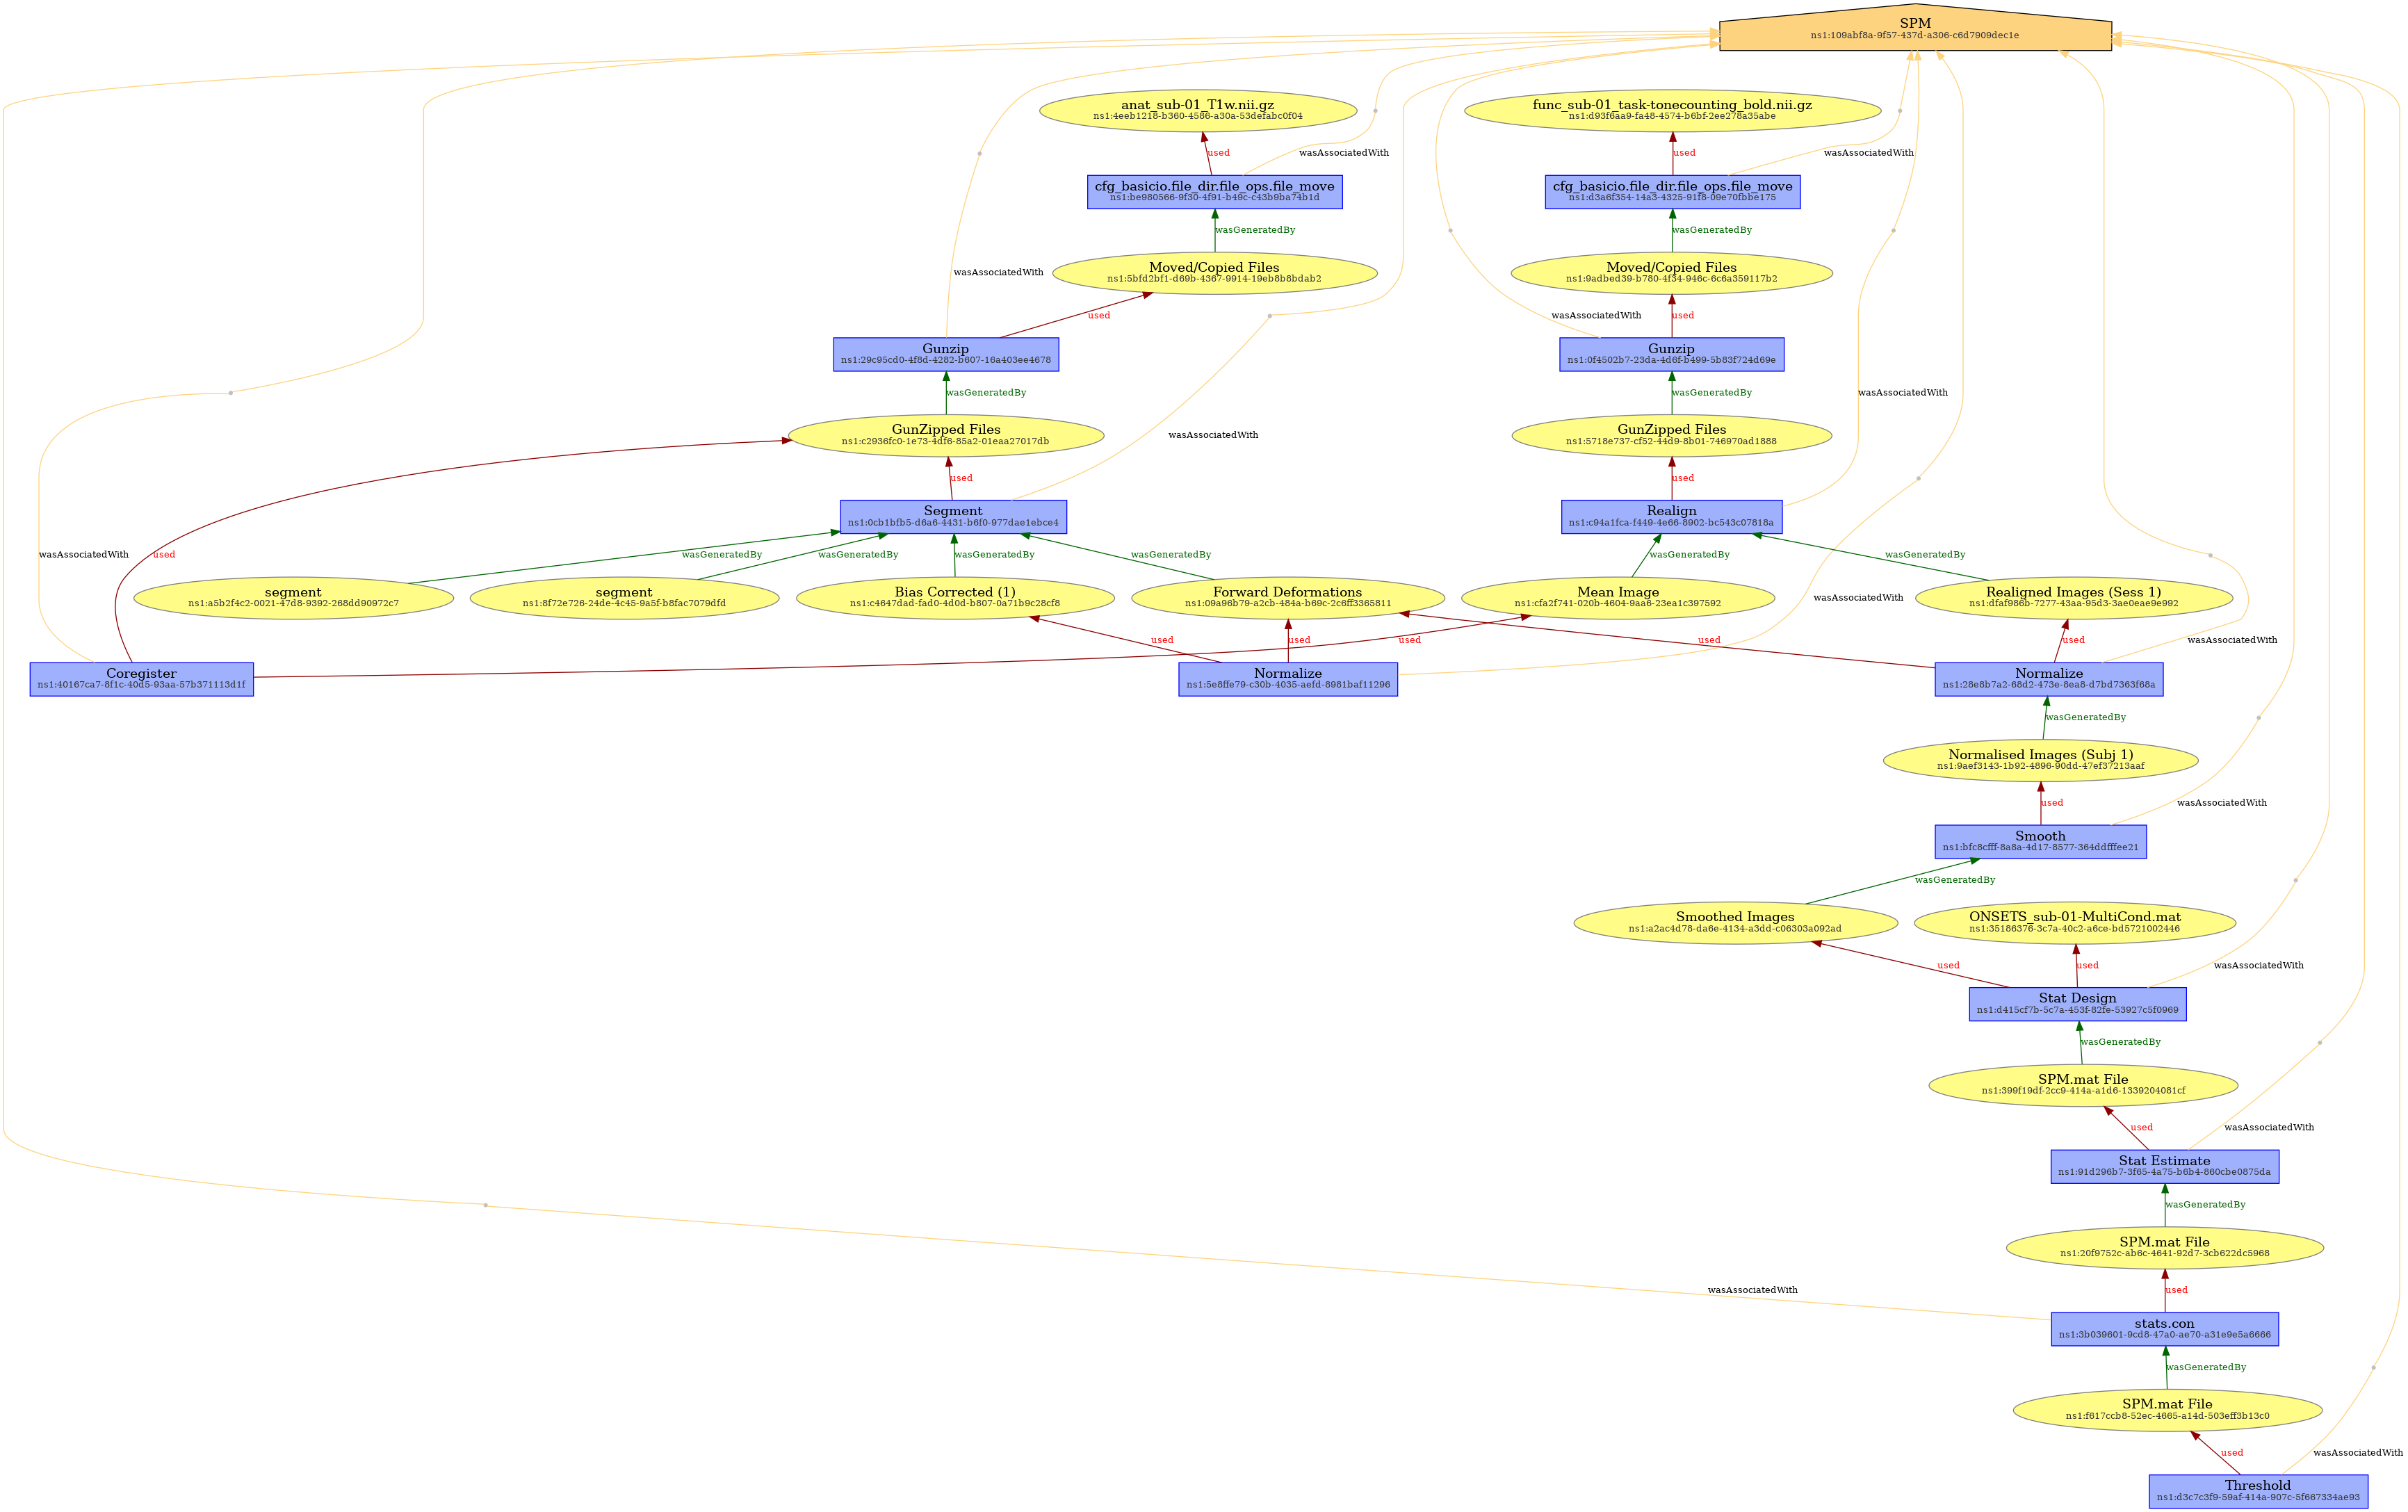 SPM
ns1:109abf8a-9f57-437d-a306-c6d7909dec1e
anat_sub-01_T1w.nii.gz
ns1:4eeb1218-b360-4586-a30a-53defabc0f04
func_sub-01_task-tonecounting_bold.nii.gz
ns1:d93f6aa9-fa48-4574-b6bf-2ee278a35abe
used
wasAssociatedWith
used
wasAssociatedWith
cfg_basicio.file_dir.file_ops.file_move
ns1:be980566-9f30-4f91-b49c-c43b9ba74b1d
cfg_basicio.file_dir.file_ops.file_move
ns1:d3a6f354-14a3-4325-91f8-09e70fbbe175
wasGeneratedBy
wasGeneratedBy
wasAssociatedWith
Moved/Copied Files
ns1:5bfd2bf1-d69b-4367-9914-19eb8b8bdab2
Moved/Copied Files
ns1:9adbed39-b780-4f34-946c-6c6a359117b2
used
wasAssociatedWith
used
Gunzip
ns1:29c95cd0-4f8d-4282-b607-16a403ee4678
Gunzip
ns1:0f4502b7-23da-4d6f-b499-5b83f724d69e
wasGeneratedBy
wasGeneratedBy
wasAssociatedWith
GunZipped Files
ns1:c2936fc0-1e73-4df6-85a2-01eaa27017db
wasAssociatedWith
GunZipped Files
ns1:5718e737-cf52-44d9-8b01-746970ad1888
used
used
Segment
ns1:0cb1bfb5-d6a6-4431-b6f0-977dae1ebce4
Realign
ns1:c94a1fca-f449-4e66-8902-bc543c07818a
wasAssociatedWith
used
wasGeneratedBy
wasGeneratedBy
wasGeneratedBy
wasGeneratedBy
wasGeneratedBy
wasGeneratedBy
segment
ns1:a5b2f4c2-0021-47d8-9392-268dd90972c7
segment
ns1:8f72e726-24de-4c45-9a5f-b8fac7079dfd
Bias Corrected (1)
ns1:c4647dad-fad0-4d0d-b807-0a71b9c28cf8
Forward Deformations
ns1:09a96b79-a2cb-484a-b69c-2c6ff3365811
Mean Image
ns1:cfa2f741-020b-4604-9aa6-23ea1c397592
wasAssociatedWith
Realigned Images (Sess 1)
ns1:dfaf986b-7277-43aa-95d3-3ae0eae9e992
used
used
used
used
used
wasAssociatedWith
Coregister
ns1:40167ca7-8f1c-40d5-93aa-57b371113d1f
Normalize
ns1:5e8ffe79-c30b-4035-aefd-8981baf11296
Normalize
ns1:28e8b7a2-68d2-473e-8ea8-d7bd7363f68a
wasGeneratedBy
Normalised Images (Subj 1)
ns1:9aef3143-1b92-4896-90dd-47ef37213aaf
used
wasAssociatedWith
Smooth
ns1:bfc8cfff-8a8a-4d17-8577-364ddfffee21
wasGeneratedBy
Smoothed Images
ns1:a2ac4d78-da6e-4134-a3dd-c06303a092ad
ONSETS_sub-01-MultiCond.mat
ns1:35186376-3c7a-40c2-a6ce-bd5721002446
used
used
wasAssociatedWith
Stat Design
ns1:d415cf7b-5c7a-453f-82fe-53927c5f0969
wasGeneratedBy
SPM.mat File
ns1:399f19df-2cc9-414a-a1d6-1339204081cf
used
wasAssociatedWith
Stat Estimate
ns1:91d296b7-3f65-4a75-b6b4-860cbe0875da
wasGeneratedBy
SPM.mat File
ns1:20f9752c-ab6c-4641-92d7-3cb622dc5968
wasAssociatedWith
used
stats.con
ns1:3b039601-9cd8-47a0-ae70-a31e9e5a6666
wasGeneratedBy
SPM.mat File
ns1:f617ccb8-52ec-4665-a14d-503eff3b13c0
used
wasAssociatedWith
Threshold
ns1:d3c7c3f9-59af-414a-907c-5f667334ae93